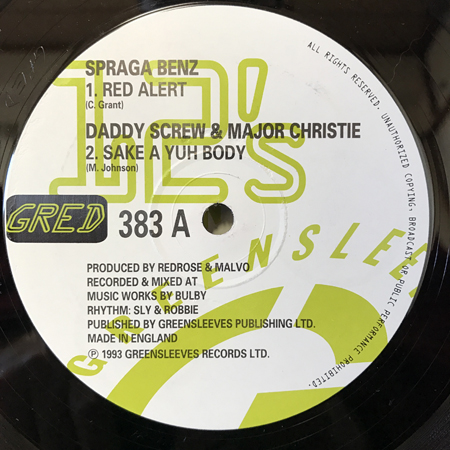 12's
SPRAGA BENZ
1. RED ALERT
(C. Grant)
DADDY SCREW & MAJOR CHRISTIE
2. SAKE A YUH BODY
(M. Johnson)
GRED 383 A
PRODUCED BY REDROSE & MALVO
RECORDED & MIXED AT
MUSIC WORKS BY BULBY
RHYTHM: SLY & ROBBIE
PUBLISHED BY GREENSLEEVES PUBLISHING LTD.
MADE IN ENGLAND
℗ 1993 GREENSLEEVES RECORDS LTD.
ALL RIGHTS RESERVED. UNAUTHORIZED COPYING, BROADCAST OR PUBLIC PERFORMANCE PROHIBITED.
GREENSLEE